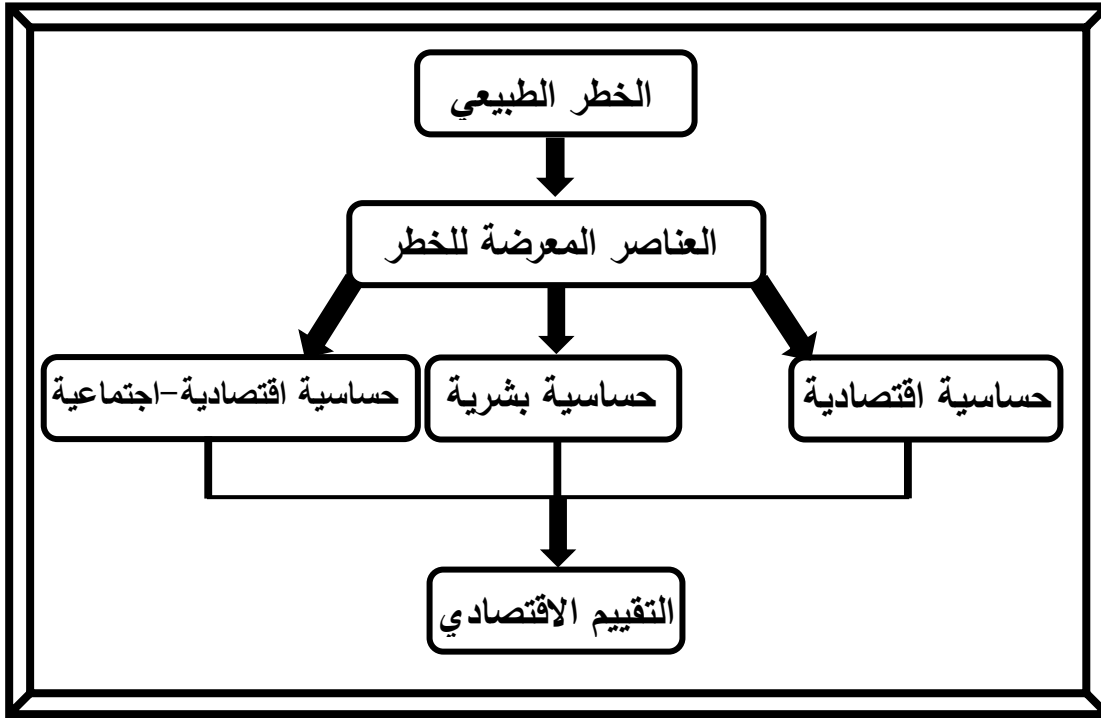 الخطر الطبيعي
العناصر المعرضة للخطر
حساسية اقتصادية
حساسية بشرية
حساسية اقتصادية-اجتماعية
التقييم الاقتصادي